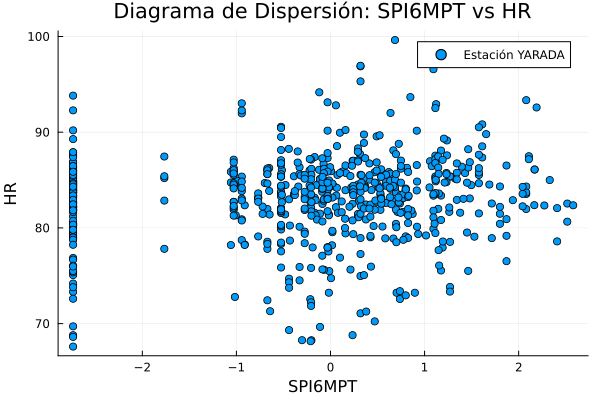 Diagrama de Dispersión: SPI6MPT vs HR
100
90
80
70
HR
Estación YARADA
−2
−1
0
1
2
SPI6MPT